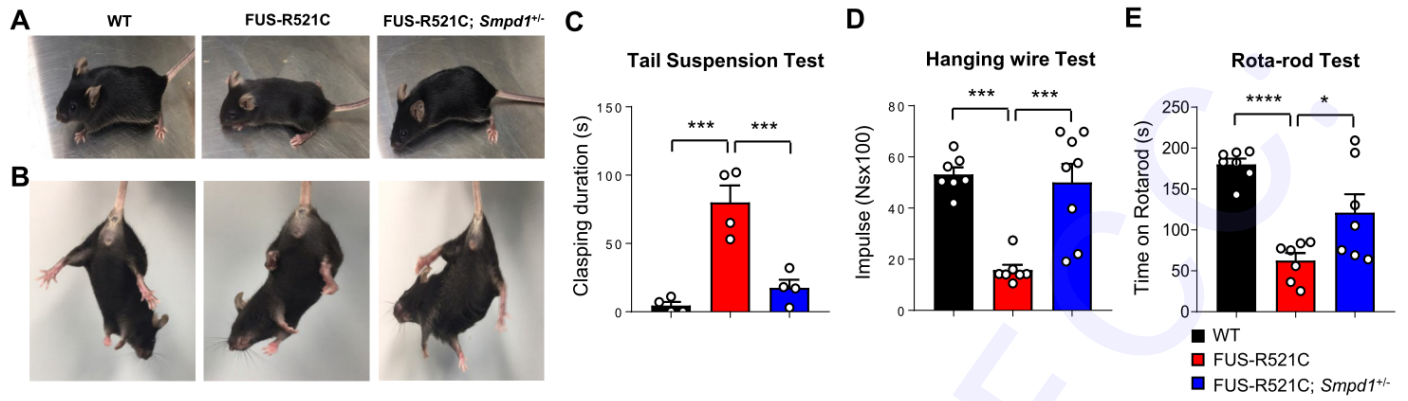 A
WT
FUS-R521C
FUS-R521C; Smpd1+/-
B
C
Tail Suspension Test
Clasping duration (s)
150
100
50
0
***
***
D
Hanging wire Test
Impulse (Nsx100)
80
60
40
20
0
***
***
E
Rota-rod Test
Time on Rotarod (s)
250
200
150
100
50
0
****
*
WT
FUS-R521C
FUS-R521C; Smpd1+/-